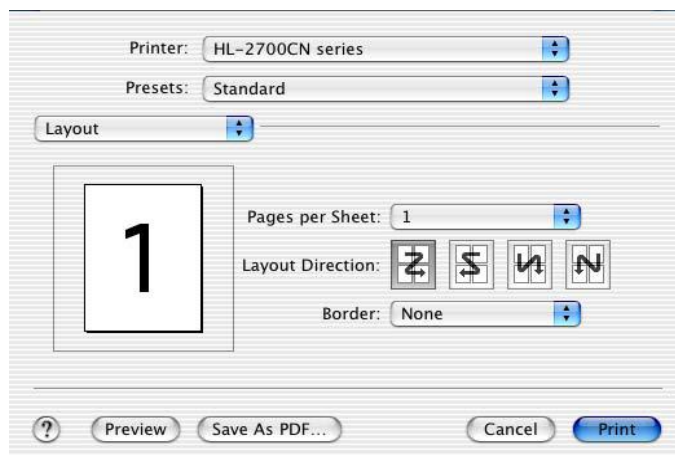 Printer: HL-2700CN series
Presets: Standard
Layout
1
Pages per Sheet: 1
Layout Direction:
Border: None
? Preview Save As PDF... Cancel Print